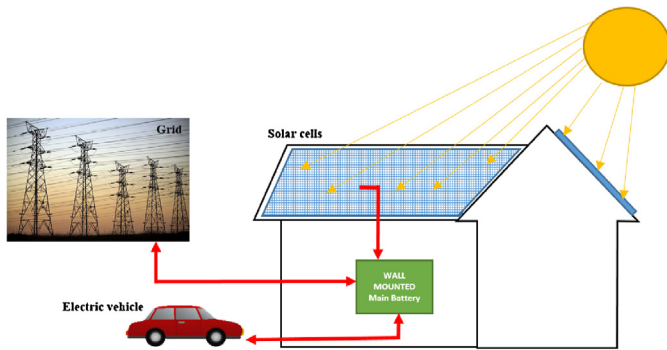 Grid
Solar cells
WALL
MOUNTED
Main Battery
Electric vehicle